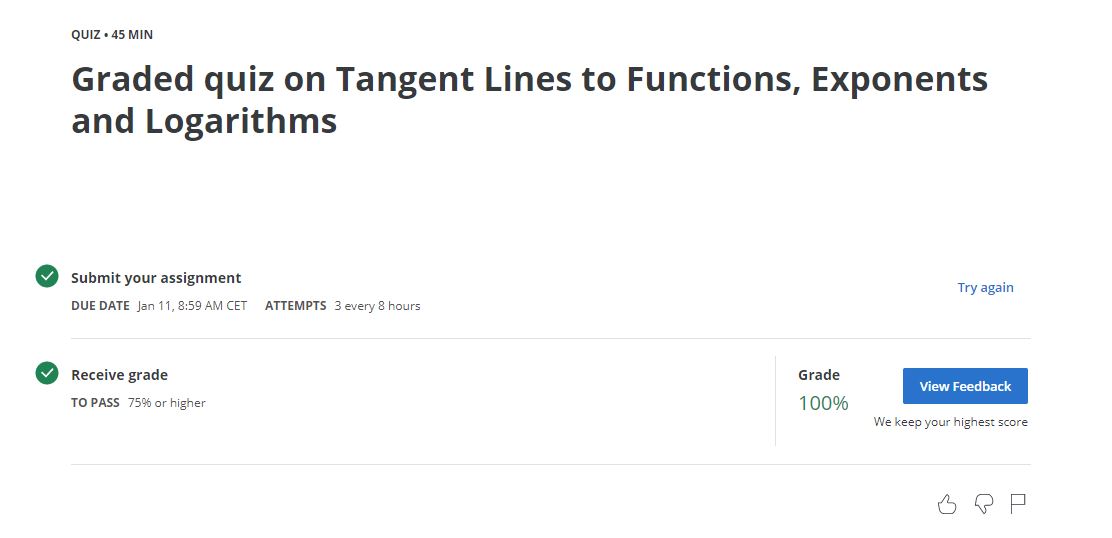 QUIZ • 45 MIN
Graded quiz on Tangent Lines to Functions, Exponents
and Logarithms
Submit your assignment
DUE DATE Jan 11, 8:59 AM CET ATTEMPTS 3 every 8 hours
Try again
Receive grade
TO PASS 75% or higher
Grade
100%
View Feedback
We keep your highest score